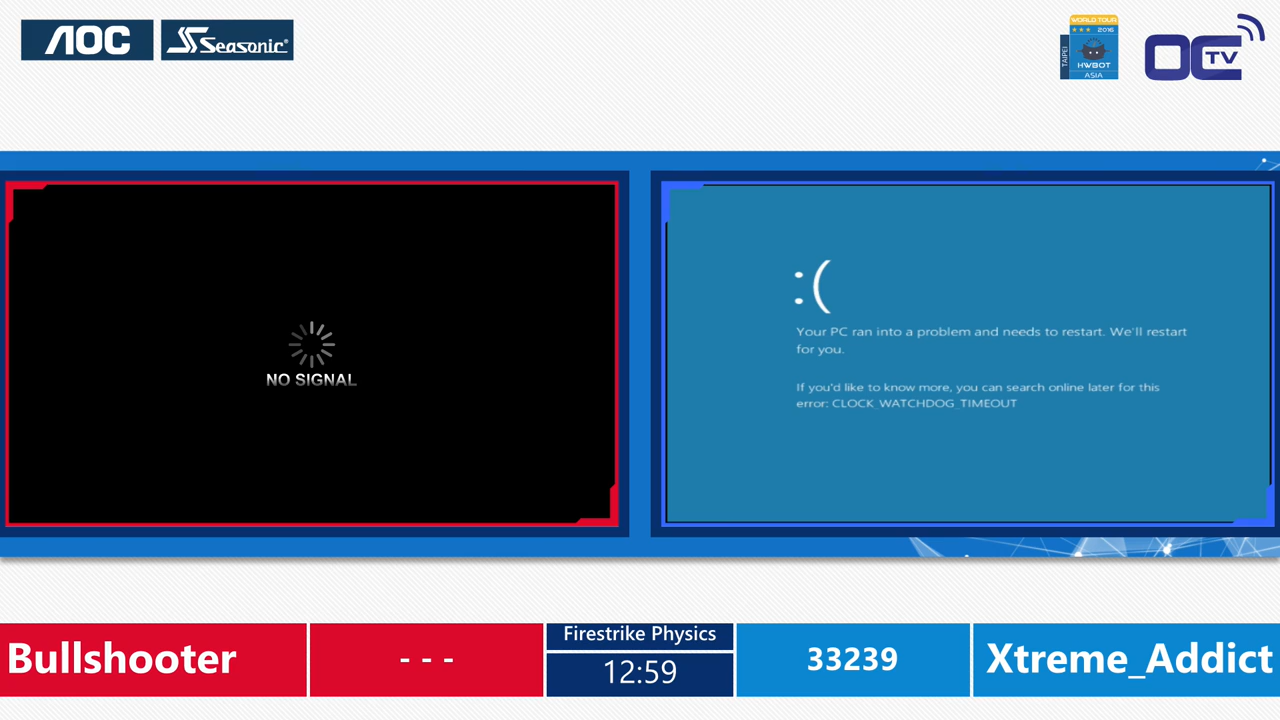 AOC
Seasonic®
WORLD TOUR
2016
TAIPEI
HWBOT
ASIA
OC TV
NO SIGNAL
:(
Your PC ran into a problem and needs to restart. We'll restart
for you.
If you'd like to know more, you can search online later for this
error: CLOCK_WATCHDOG_TIMEOUT
Bullshooter
- - -
Firestrike Physics
12:59
33239
Xtreme_Addict